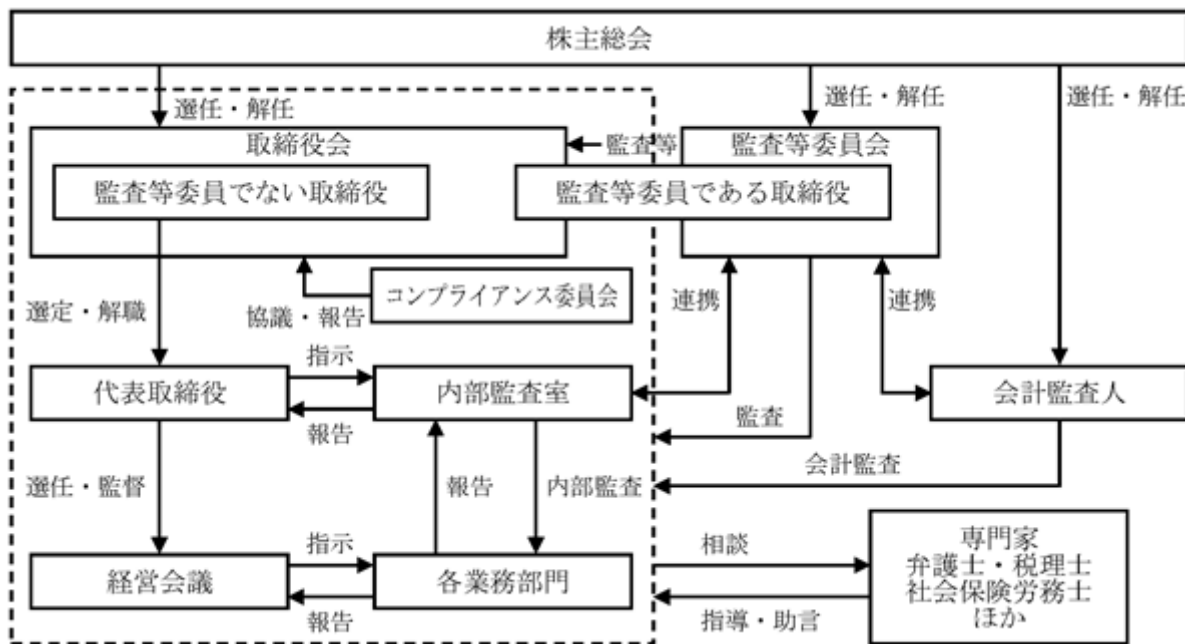 株主総会
選任・解任
選任・解任
選任・解任
取締役会
監査等
監査等委員会
監査等委員でない取締役
監査等委員である取締役
コンプライアンス委員会
協議・報告
選定・解職
連携
連携
指示
代表取締役
内部監査室
会計監査人
報告
監査
会計監査
選任・監督
報告
内部監査
指示
経営会議
各業務部門
報告
相談
指導・助言
専門家
弁護士・税理士
社会保険労務士
ほか